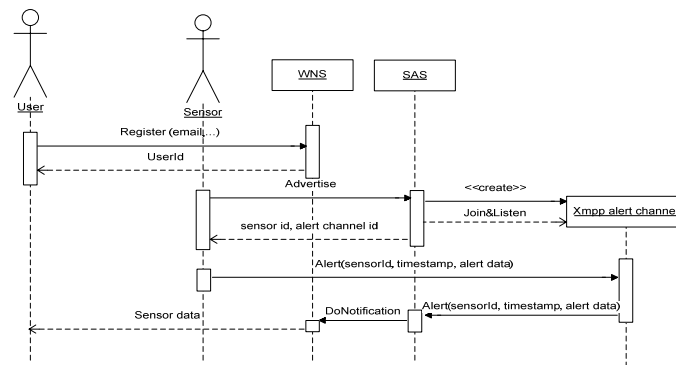 WNS
SAS
User
Sensor
Register (email,...)
UserId
Advertise
<<create>>
sensor id, alert channel id
Join&Listen
Xmpp alert channe
Alert(sensorId, timestamp, alert data)
Alert(sensorId, timestamp, alert data)
DoNotification
Sensor data